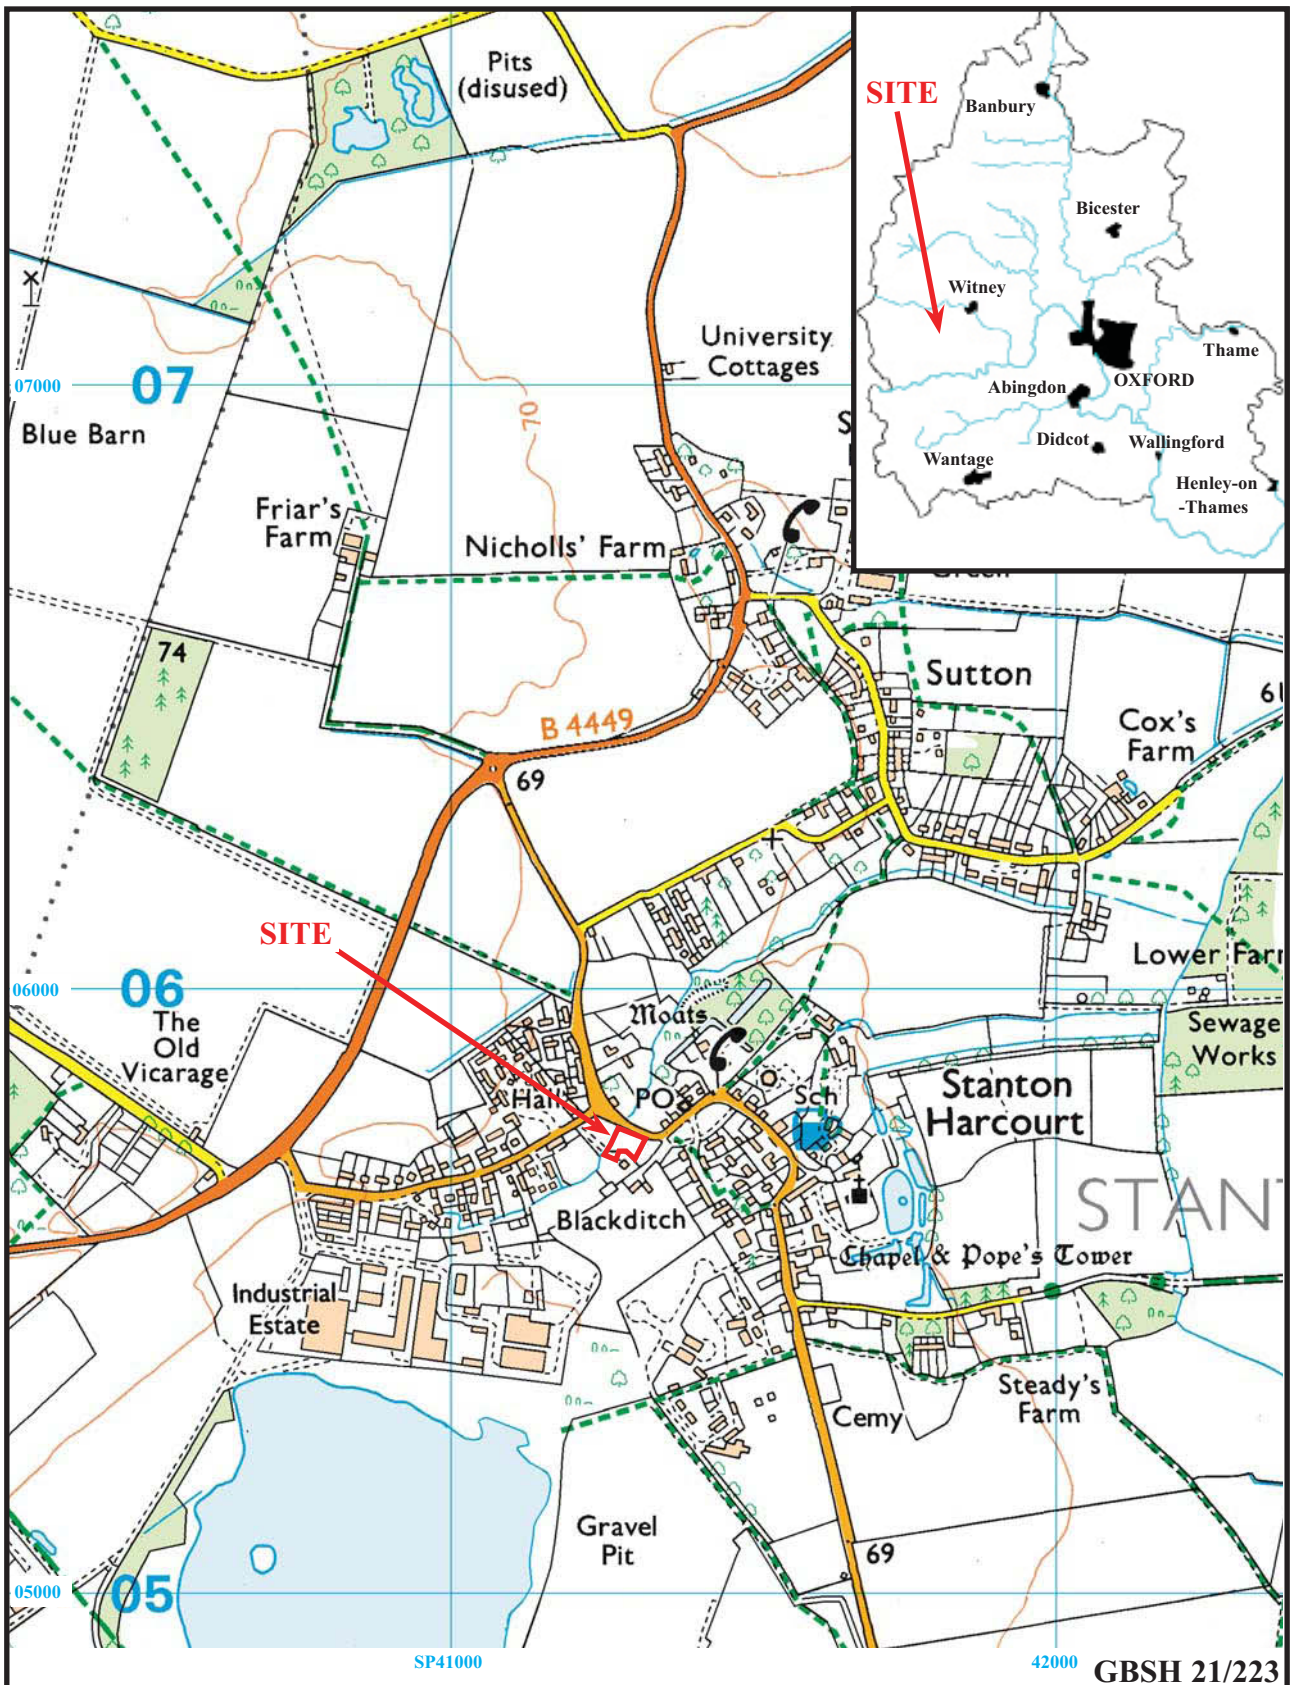 Pits
(disused)
SITE
Banbury
Bicester
Witney
Thame
OXFORD
Abingdon
Didcot
Wallingford
Wantage
Henley-on
-Thames
University
Cottages
07000
07
70
Blue Barn
Friar's
Farm
Nicholls' Farm
74
Sutton
B 4449
Cox's
Farm
69
SITE
Lower Farm
06000
06
The
Old
Vicarage
Moats
Sewage
Works
Hall
PO
Sch
Stanton
Harcourt
Blackditch
STANT
Chapel & Pope's Tower
Industrial
Estate
Steady's
Farm
Cemy
Gravel
Pit
69
05000
05
SP41000
42000
GBSH 21/223